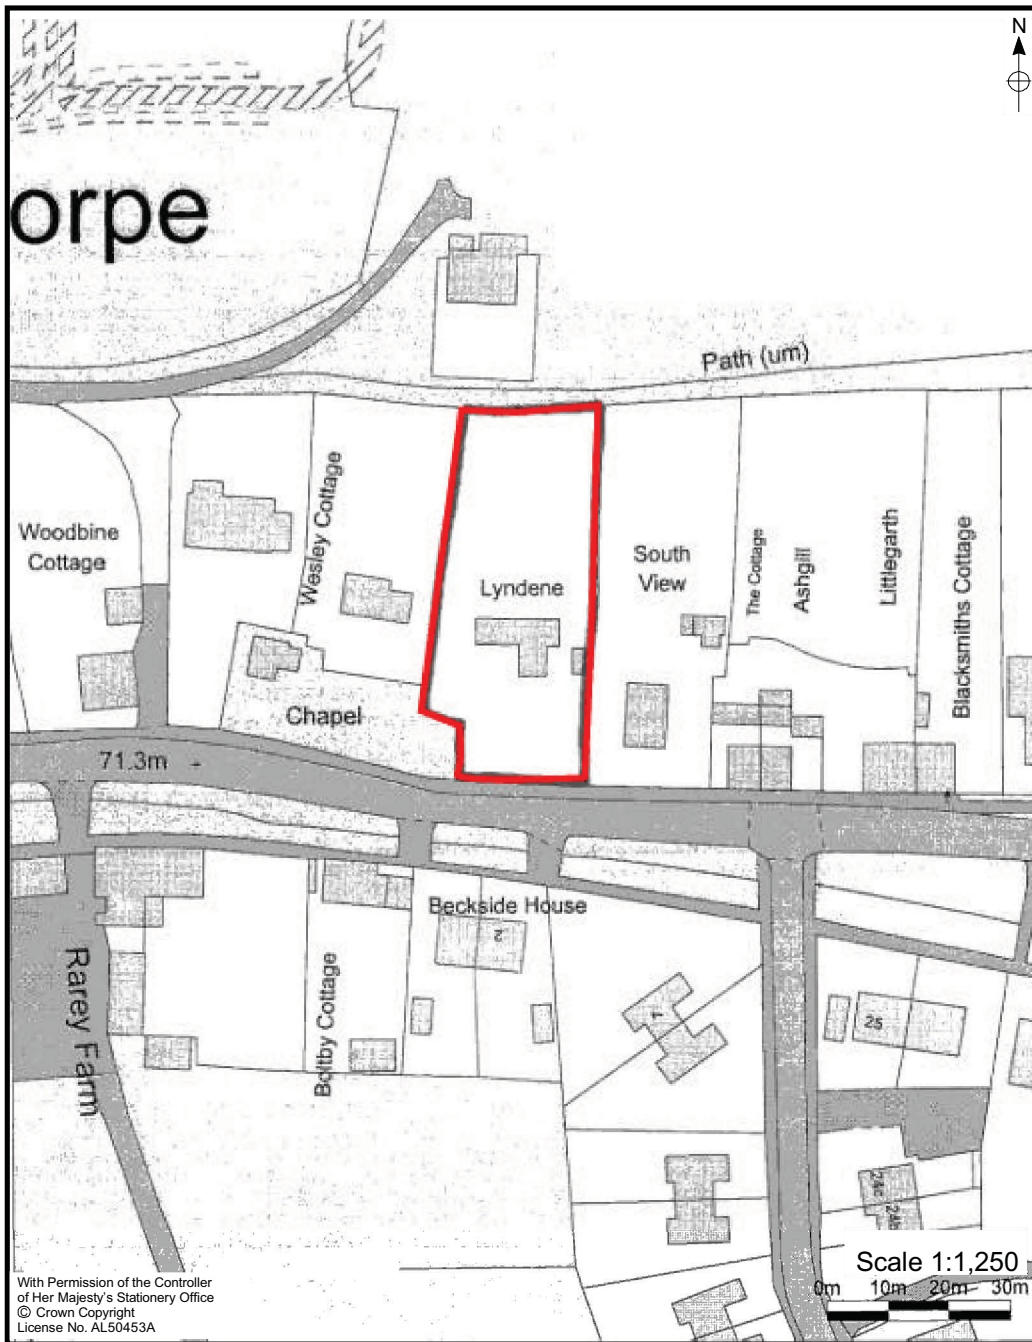 N
orpe
Path (um)
Woodbine
Cottage
Wesley Cottage
Lyndene
South
View
The Cottage
Ashgill
Littlegarth
Blacksmiths Cottage
Chapel
71.3m
Beckside House
2
Rarey Farm
Boltby Cottage
1
25
24c
24b
Scale 1:1,250
0m 10m 20m 30m
With Permission of the Controller
of Her Majesty's Stationery Office
© Crown Copyright
License No. AL50453A